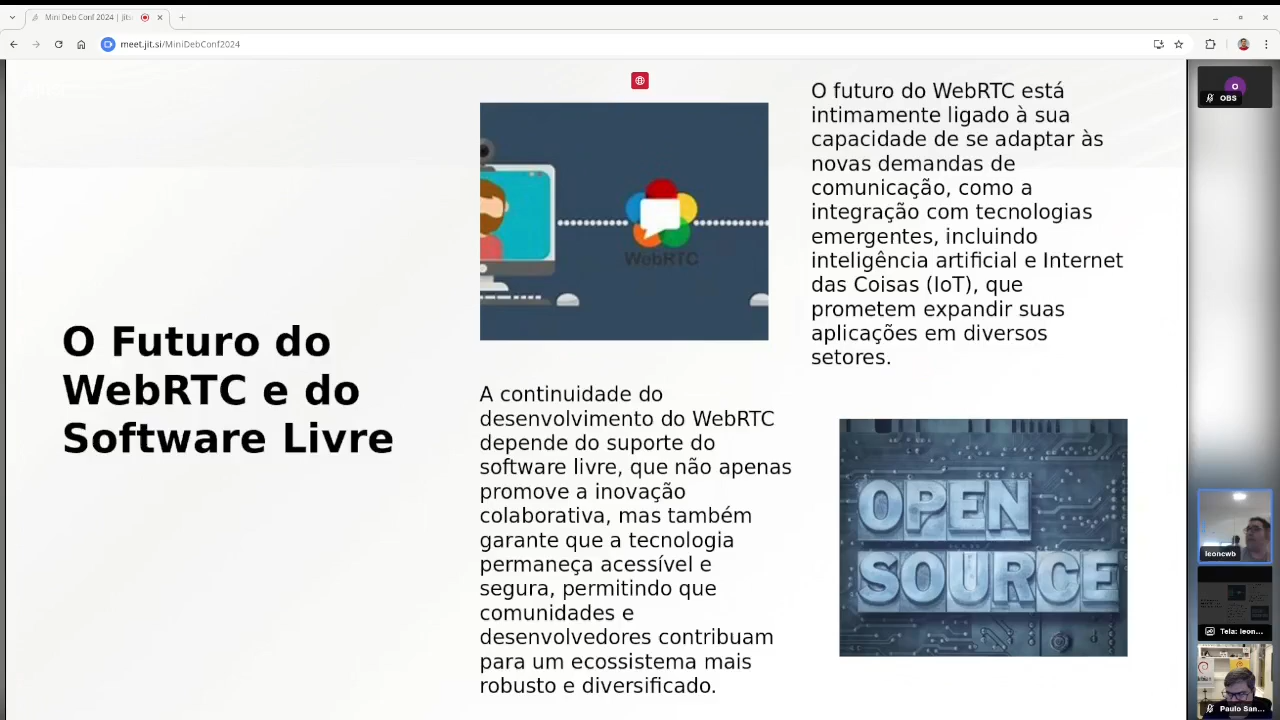 Mini Deb Conf 2024 | Jits
meet.jit.si/MiniDebConf2024
O Futuro do
WebRTC e do
Software Livre
WebRTC
A continuidade do
desenvolvimento do WebRTC
depende do suporte do
software livre, que não apenas
promove a inovação
colaborativa, mas também
garante que a tecnologia
permaneça acessível e
segura, permitindo que
comunidades e
desenvolvedores contribuam
para um ecossistema mais
robusto e diversificado.
O futuro do WebRTC está
intimamente ligado à sua
capacidade de se adaptar às
novas demandas de
comunicação, como a
integração com tecnologias
emergentes, incluindo
inteligência artificial e Internet
das Coisas (IoT), que
prometem expandir suas
aplicações em diversos
setores.
OPEN
SOURCE
O
OBS
leoncwb
Tela: leon...
Paulo San...